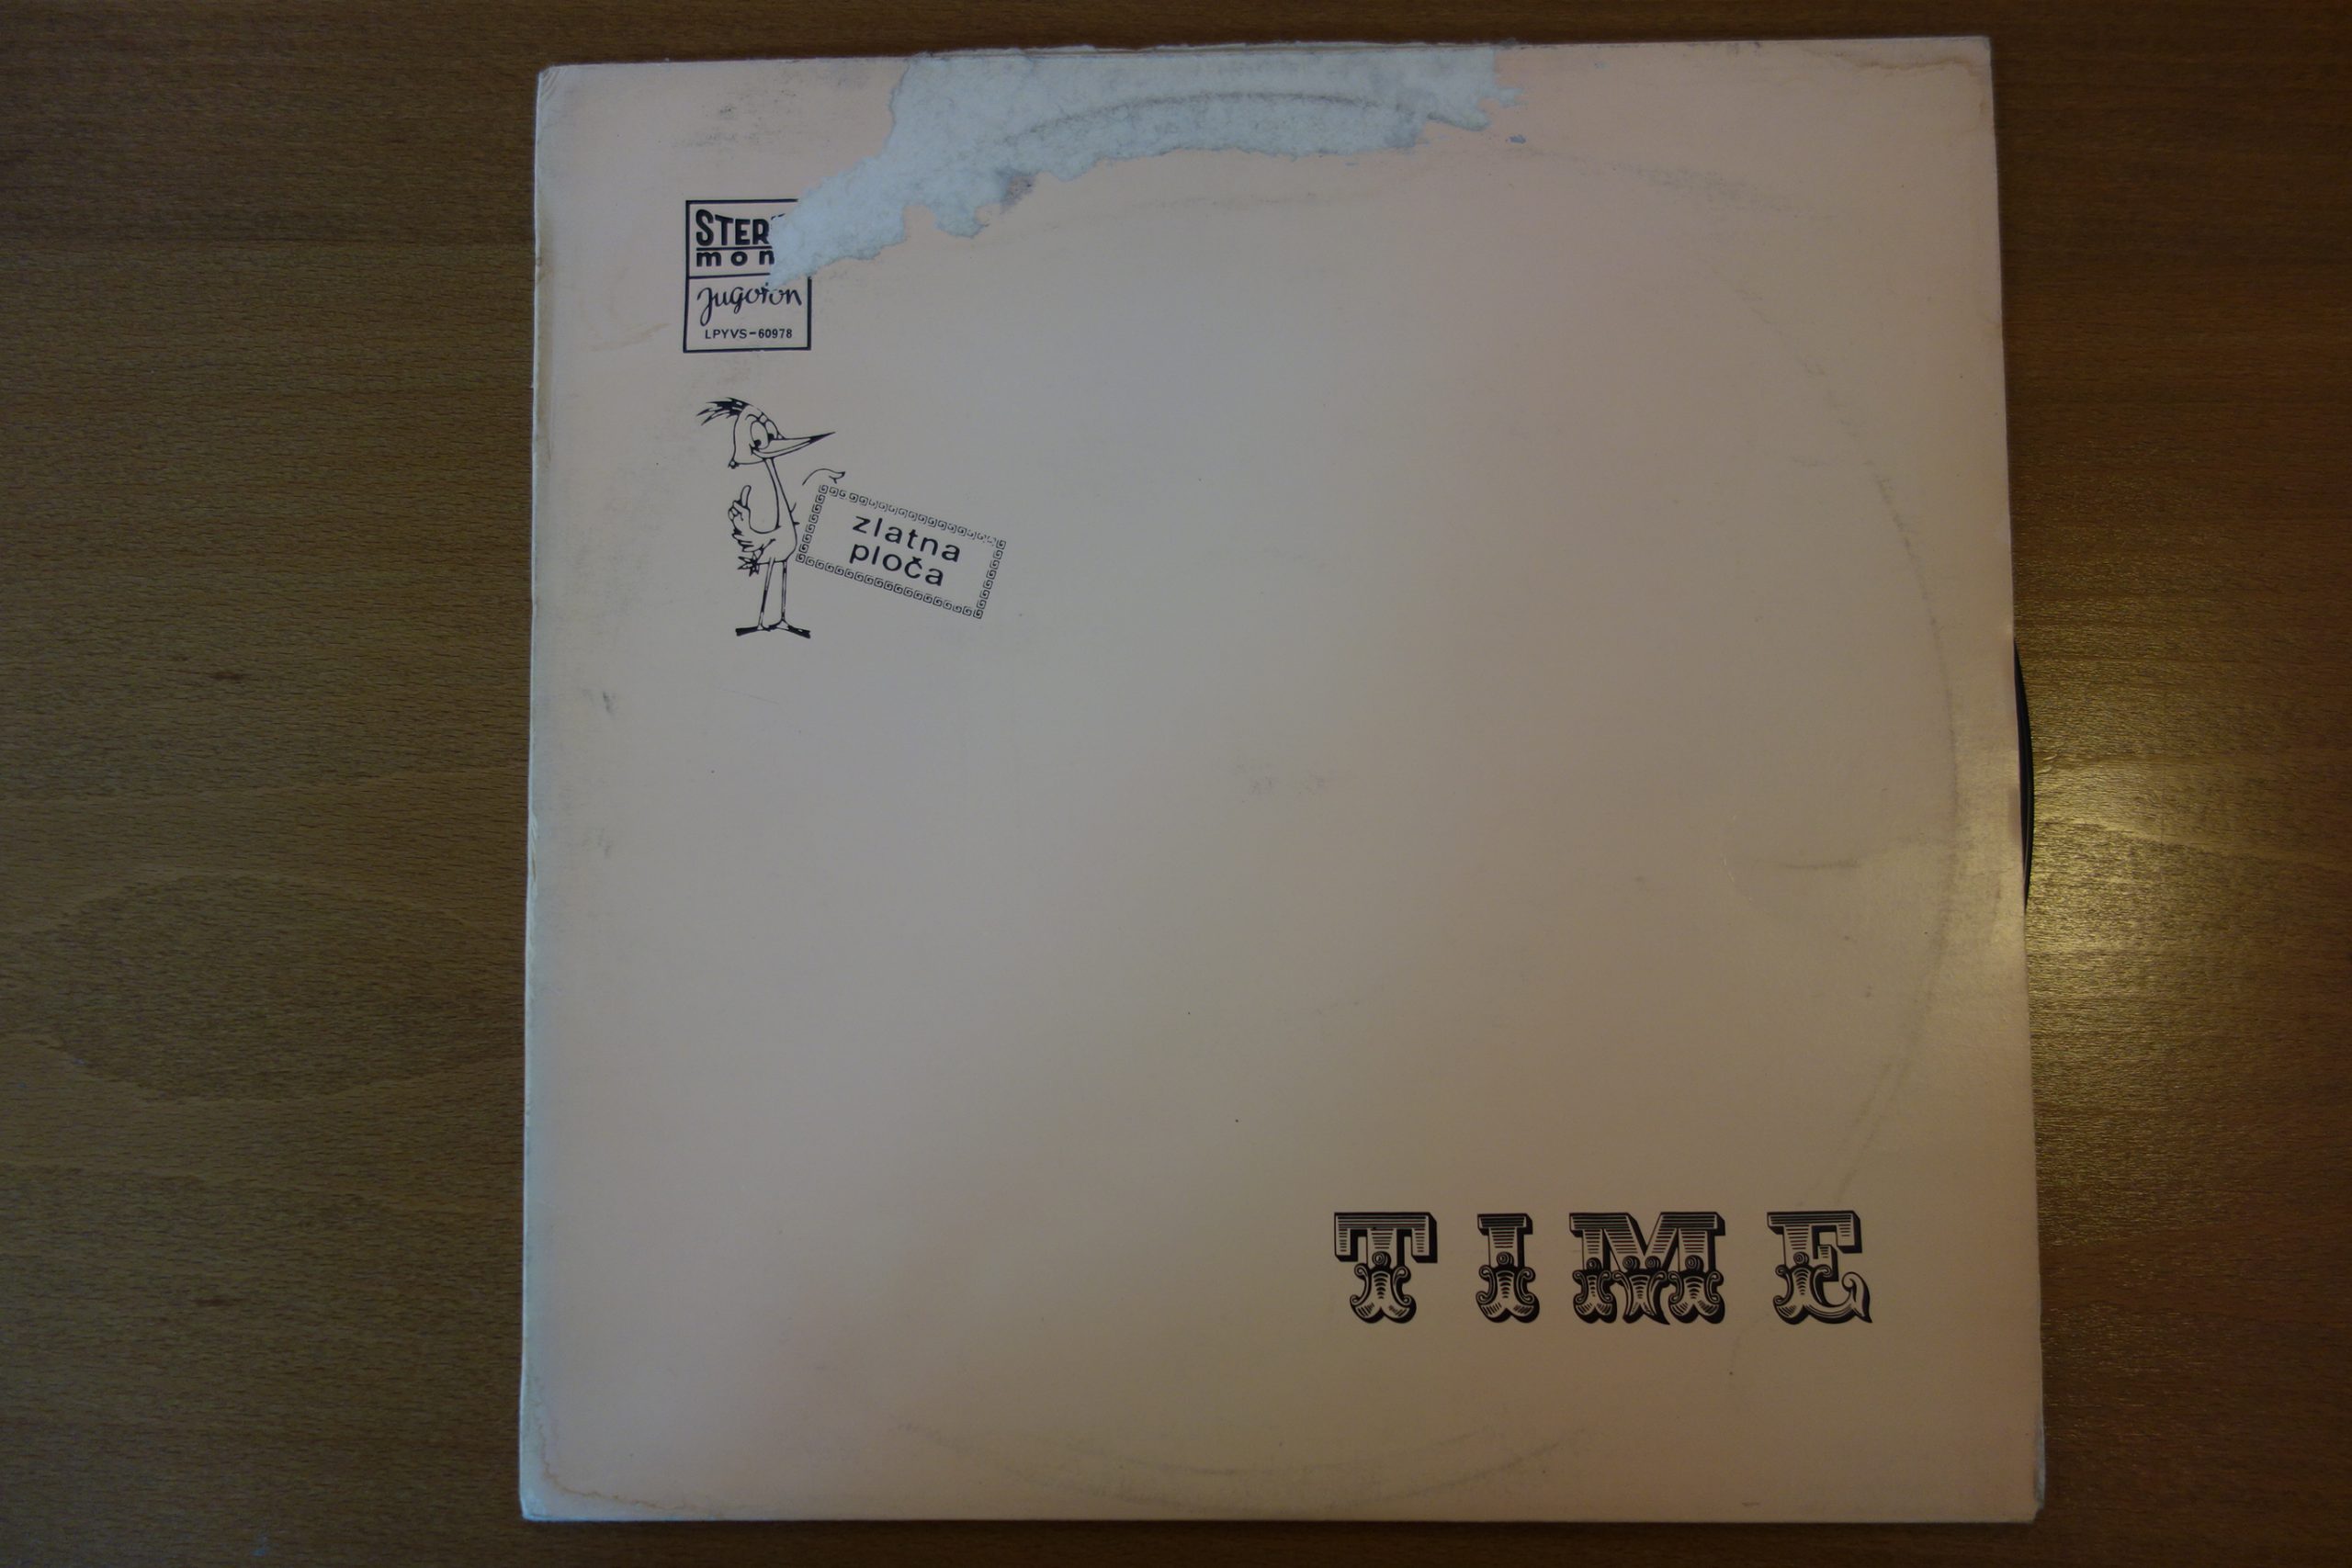 STER
mon
Jugoton
LPYVS-60978
zlatna
ploča
TIME